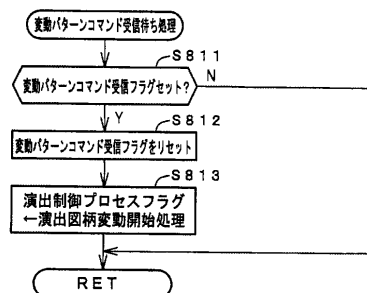 変動パターンコマンド受信待ち処理
S811
変動パターンコマンド受信フラグセット?
N
Y
S812
変動パターンコマンド受信フラグをリセット
S813
演出制御プロセスフラグ
←演出図柄変動開始処理
RET